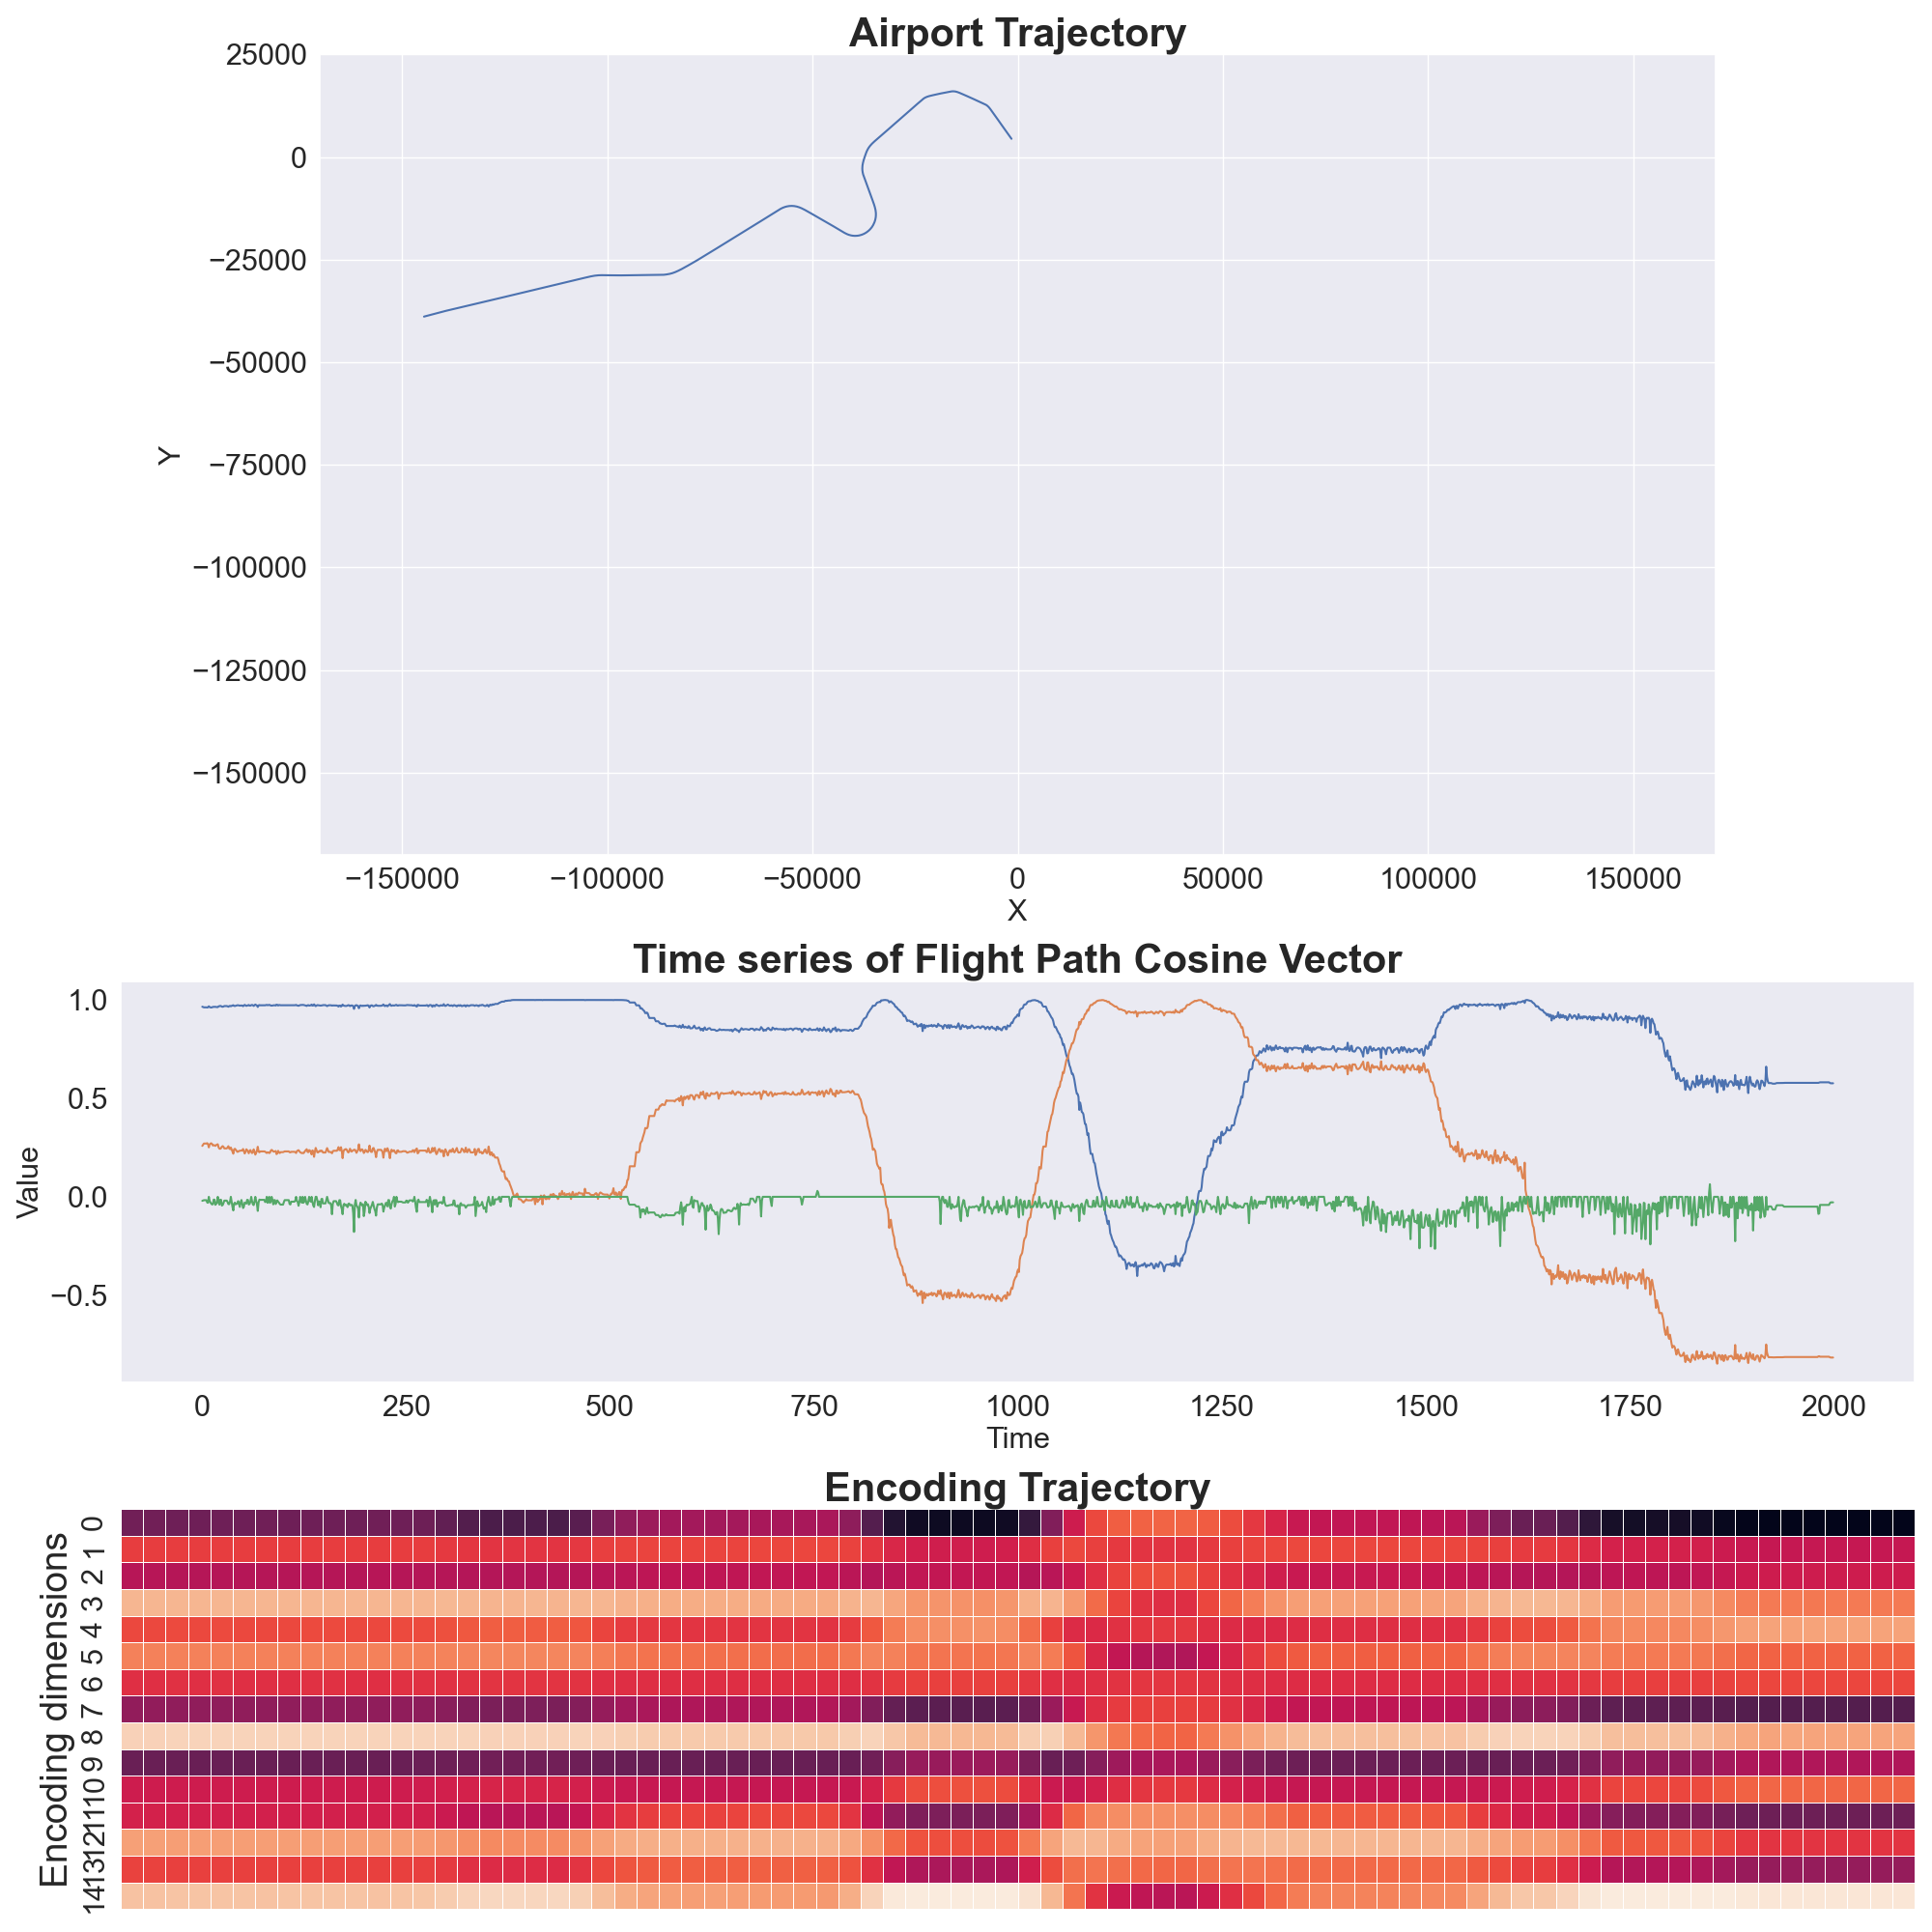 Airport Trajectory
25000
0
−25000
−50000
−75000
−100000
−125000
−150000
Y
−150000 −100000 −50000 0 50000 100000 150000
X
Time series of Flight Path Cosine Vector
1.0
0.5
0.0
−0.5
Value
0 250 500 750 1000 1250 1500 1750 2000
Time
Encoding Trajectory
Encoding dimensions
0
1
2
3
4
5
6
7
8
9
10
11
12
13
14